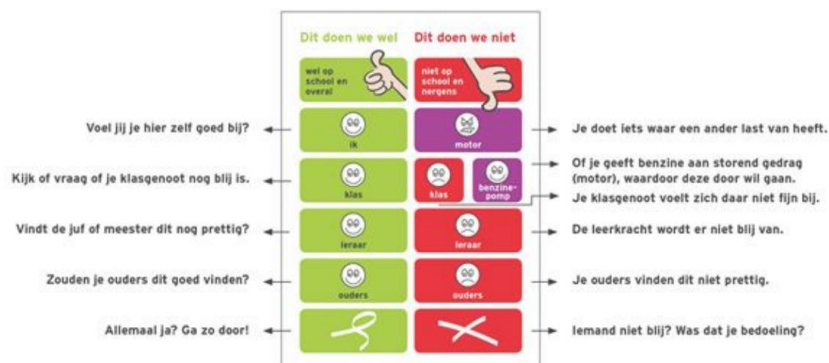 Dit doen we wel
Dit doen we niet
wel op
school en
overal
niet op
school en
nergens
Voel jij je hier zelf goed bij?
ik
motor
Je doet iets waar een ander last van heeft.
Kijk of vraag of je klasgenoot nog blij is.
klas
klas
benzine-
pomp
Of je geeft benzine aan storend gedrag
(motor), waardoor deze door wil gaan.
Je klasgenoot voelt zich daar niet fijn bij.
Vindt de juf of meester dit nog prettig?
leraar
leraar
De leerkracht wordt er niet blij van.
Zouden je ouders dit goed vinden?
ouders
ouders
Je ouders vinden dit niet prettig.
Allemaal ja? Ga zo door!
Iemand niet blij? Was dat je bedoeling?